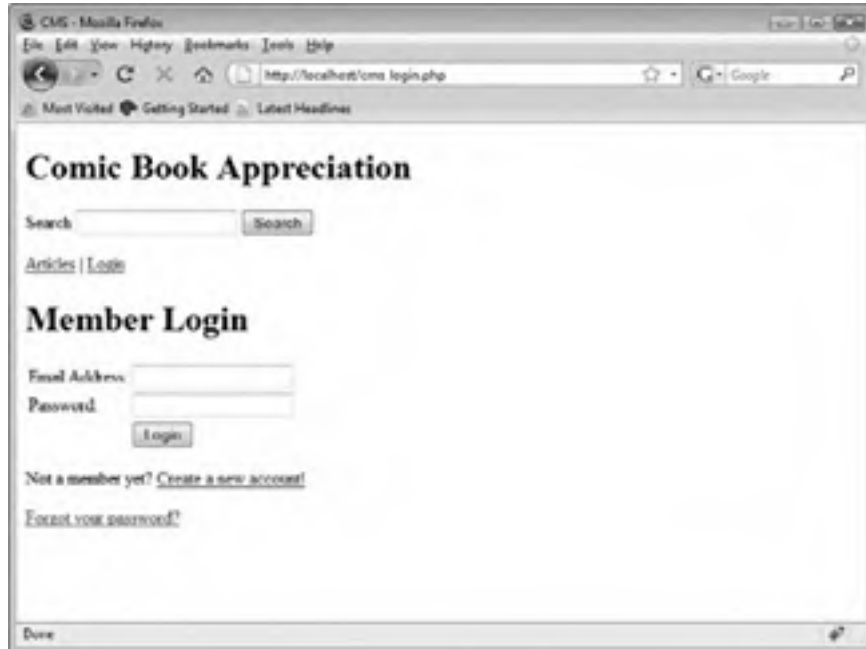 CMS - Mozilla Firefox
File Edit View History Bookmarks Tools Help
http://localhost/cms_login.php
Google
Most Visited Getting Started Latest Headlines
Comic Book Appreciation
Search Search
Articles | Login
Member Login
Email Address
Password
Login
Not a member yet? Create a new account!
Forgot your password?
Done